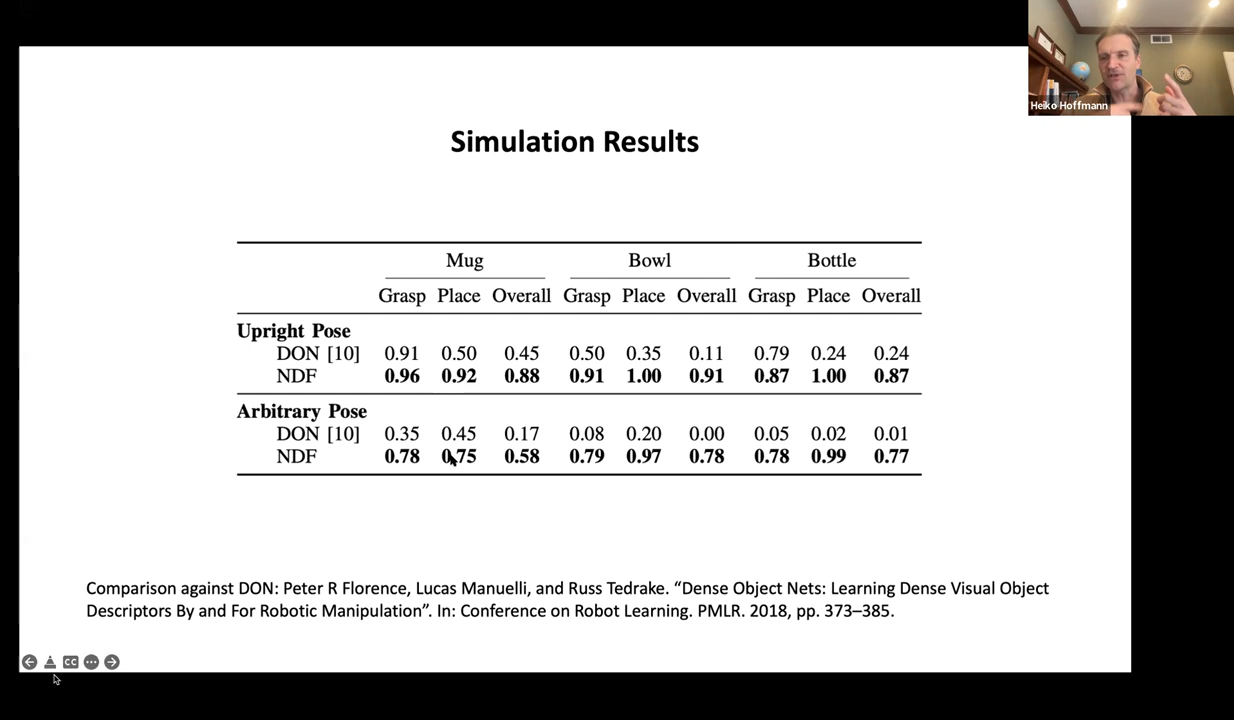 Heiko Hoffmann
Simulation Results
Mug Bowl Bottle
Grasp Place Overall Grasp Place Overall Grasp Place Overall
Upright Pose
DON [10] 0.91 0.50 0.45 0.50 0.35 0.11 0.79 0.24 0.24
NDF 0.96 0.92 0.88 0.91 1.00 0.91 0.87 1.00 0.87
Arbitrary Pose
DON [10] 0.35 0.45 0.17 0.08 0.20 0.00 0.05 0.02 0.01
NDF 0.78 0.75 0.58 0.79 0.97 0.78 0.78 0.99 0.77
Comparison against DON: Peter R Florence, Lucas Manuelli, and Russ Tedrake. “Dense Object Nets: Learning Dense Visual Object
Descriptors By and For Robotic Manipulation”. In: Conference on Robot Learning. PMLR. 2018, pp. 373–385.
CC